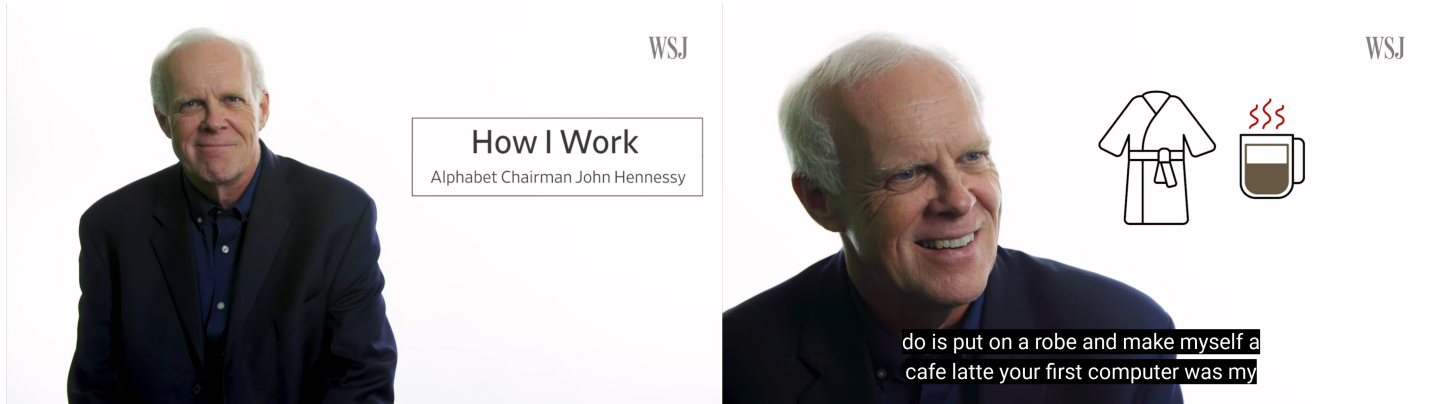 WSJ
How I Work
Alphabet Chairman John Hennessy
WSJ
do is put on a robe and make myself a
cafe latte your first computer was my